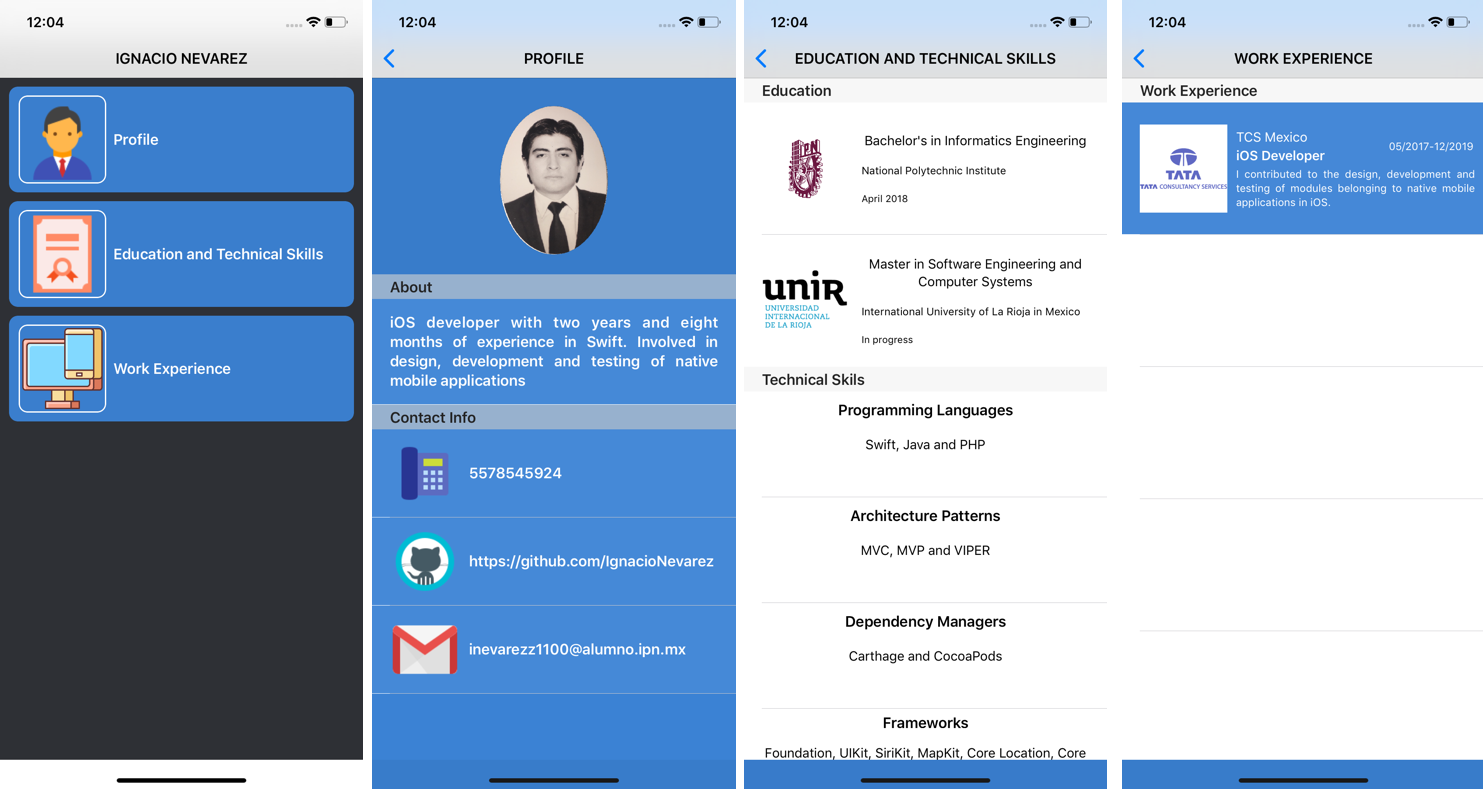 12:04
IGNACIO NEVAREZ
Profile
Education and Technical Skills
Work Experience
12:04
PROFILE
About
iOS developer with two years and eight
months of experience in Swift. Involved in
design, development and testing of native
mobile applications
Contact Info
5578545924
https://github.com/IgnacioNevarez
inevarezz1100@alumno.ipn.mx
12:04
EDUCATION AND TECHNICAL SKILLS
Education
IPN
Bachelor's in Informatics Engineering
National Polytechnic Institute
April 2018
unir
UNIVERSIDAD
INTERNACIONAL
DE LA RIOJA
Master in Software Engineering and
Computer Systems
International University of La Rioja in Mexico
In progress
Technical Skils
Programming Languages
Swift, Java and PHP
Architecture Patterns
MVC, MVP and VIPER
Dependency Managers
Carthage and CocoaPods
Frameworks
Foundation, UIKit, SiriKit, MapKit, Core Location, Core
12:04
WORK EXPERIENCE
Work Experience
TATA
TATA CONSULTANCY SERVICES
TCS Mexico
iOS Developer
05/2017-12/2019
I contributed to the design, development and
testing of modules belonging to native mobile
applications in iOS.